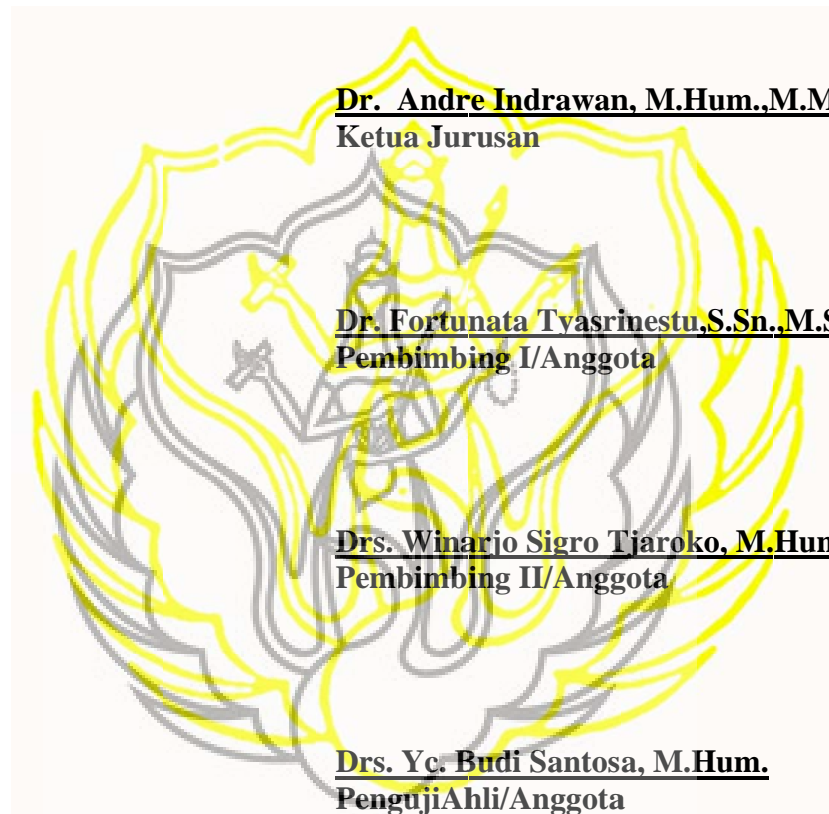 Dr. Andre Indrawan, M.Hum.,M.M
Ketua Jurusan
Dr. Fortunata Tyasrinestu,S.Sn.,M.S
Pembimbing I/Anggota
Drs. Winarjo Sigro Tjaroko, M.Hum
Pembimbing II/Anggota
Drs. Yc. Budi Santosa, M.Hum.
PengujiAhli/Anggota